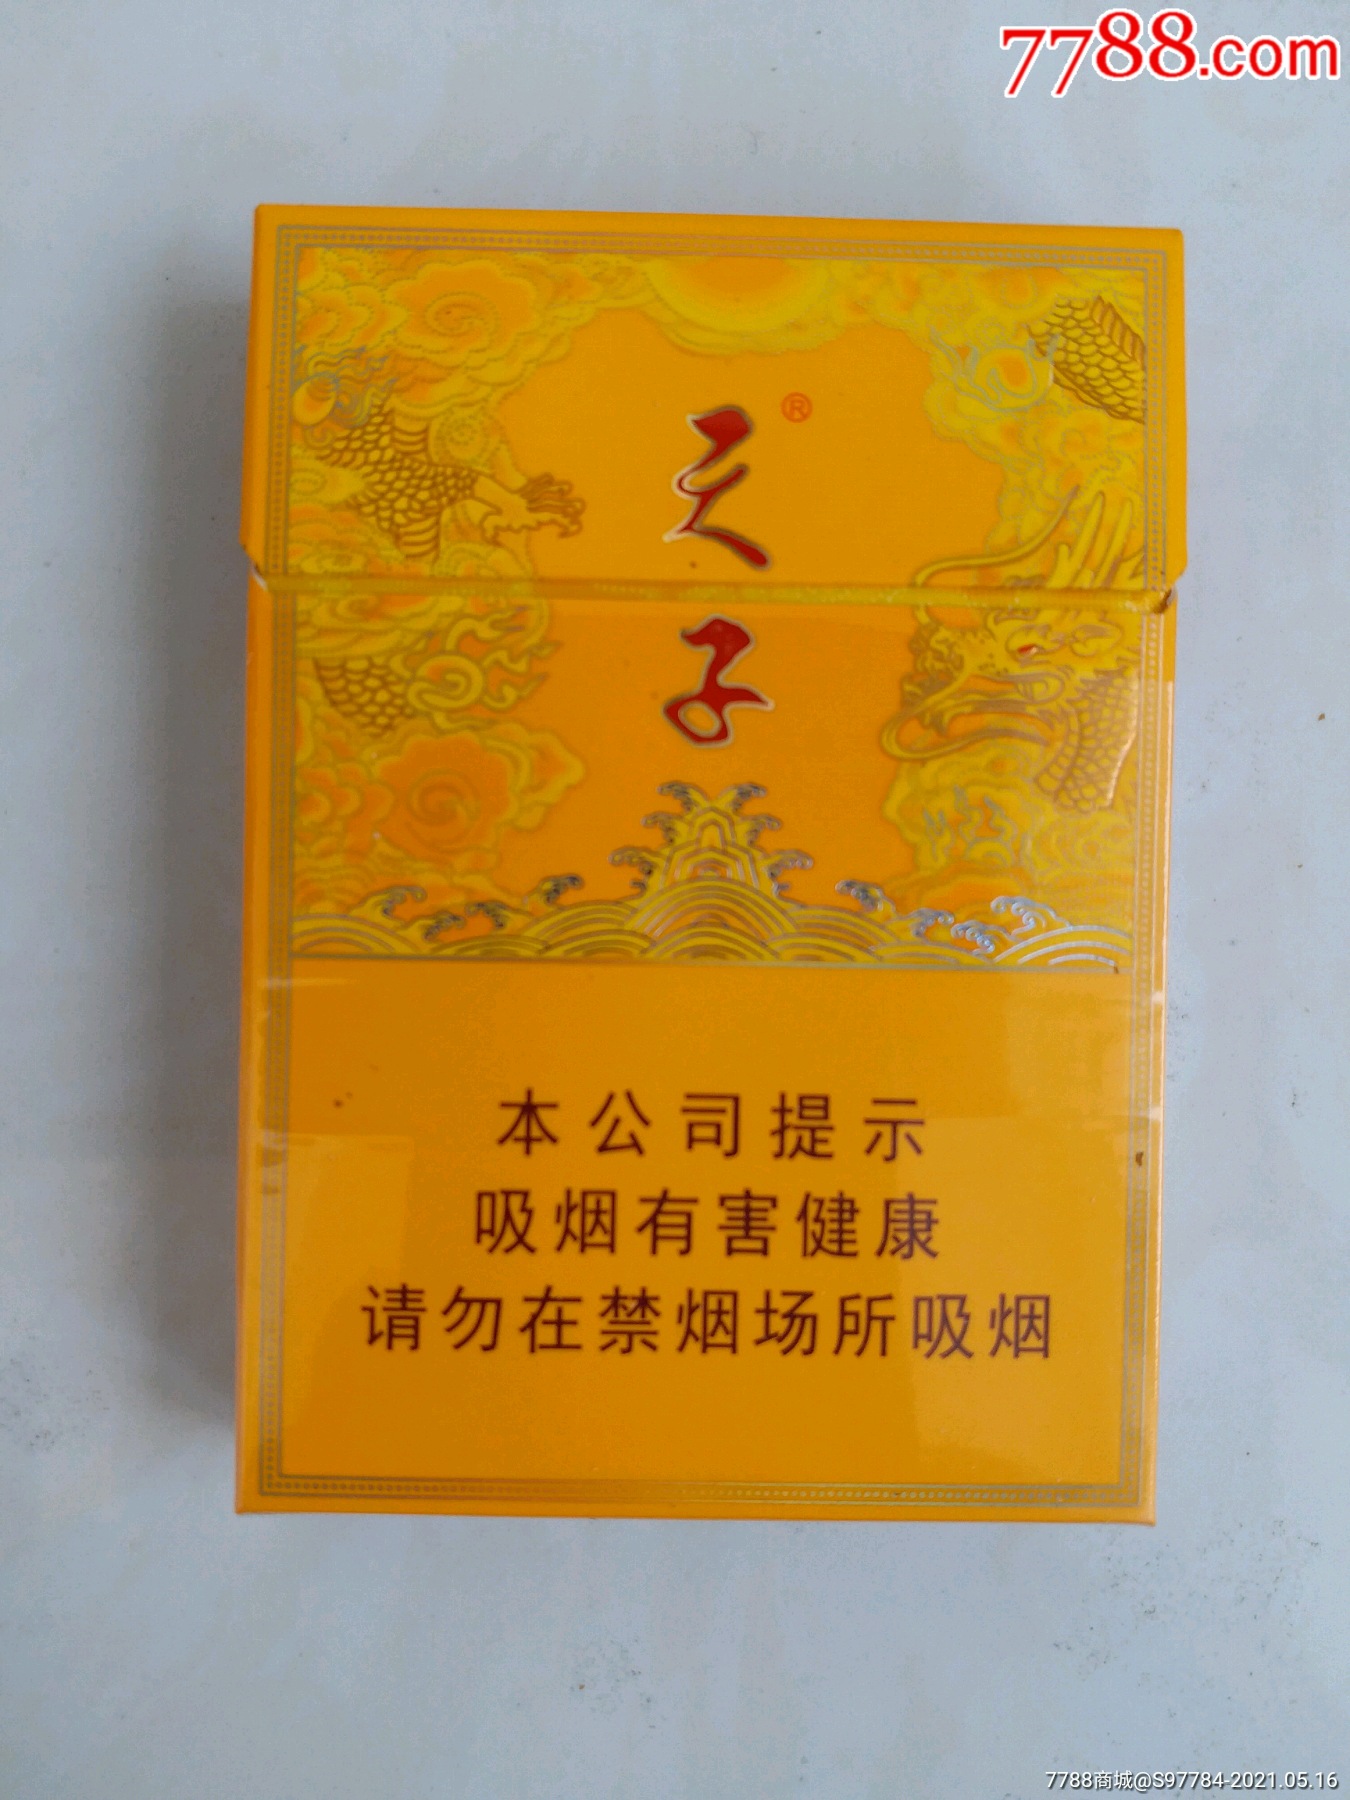 7788.com
天®
子
本公司提示
吸烟有害健康
请勿在禁烟场所吸烟
7788商城@S97784-2021.05.16